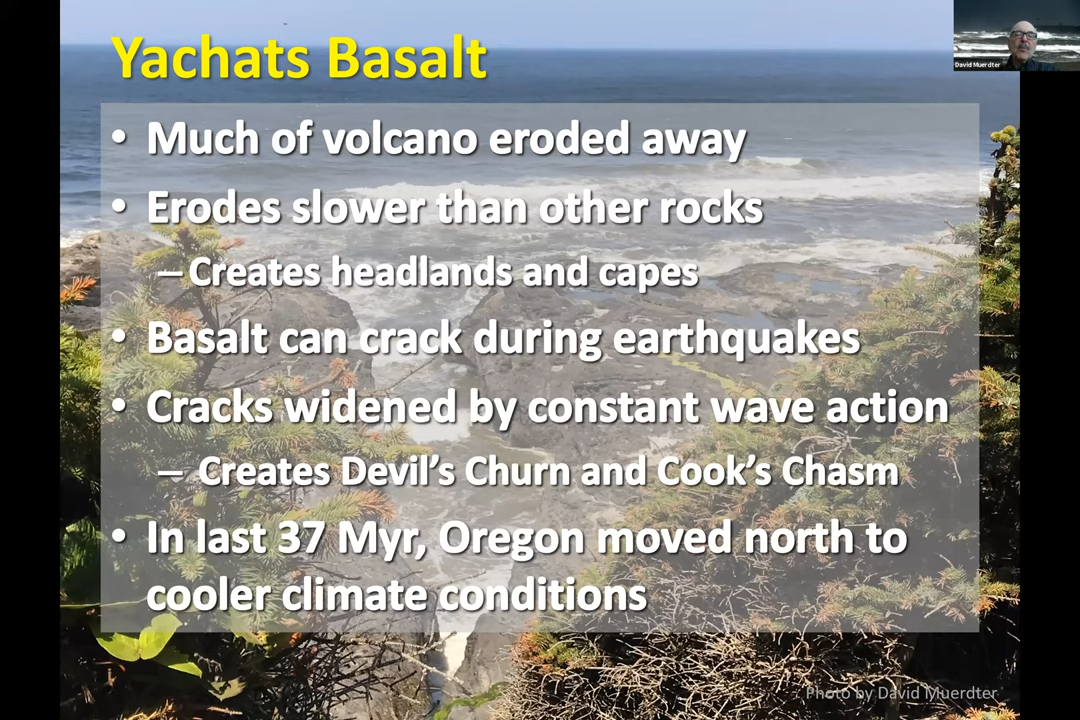 Yachats Basalt
David Muerdter
• Much of volcano eroded away
• Erodes slower than other rocks
– Creates headlands and capes
• Basalt can crack during earthquakes
• Cracks widened by constant wave action
– Creates Devil’s Churn and Cook’s Chasm
• In last 37 Myr, Oregon moved north to
cooler climate conditions
Photo by David Muerdter